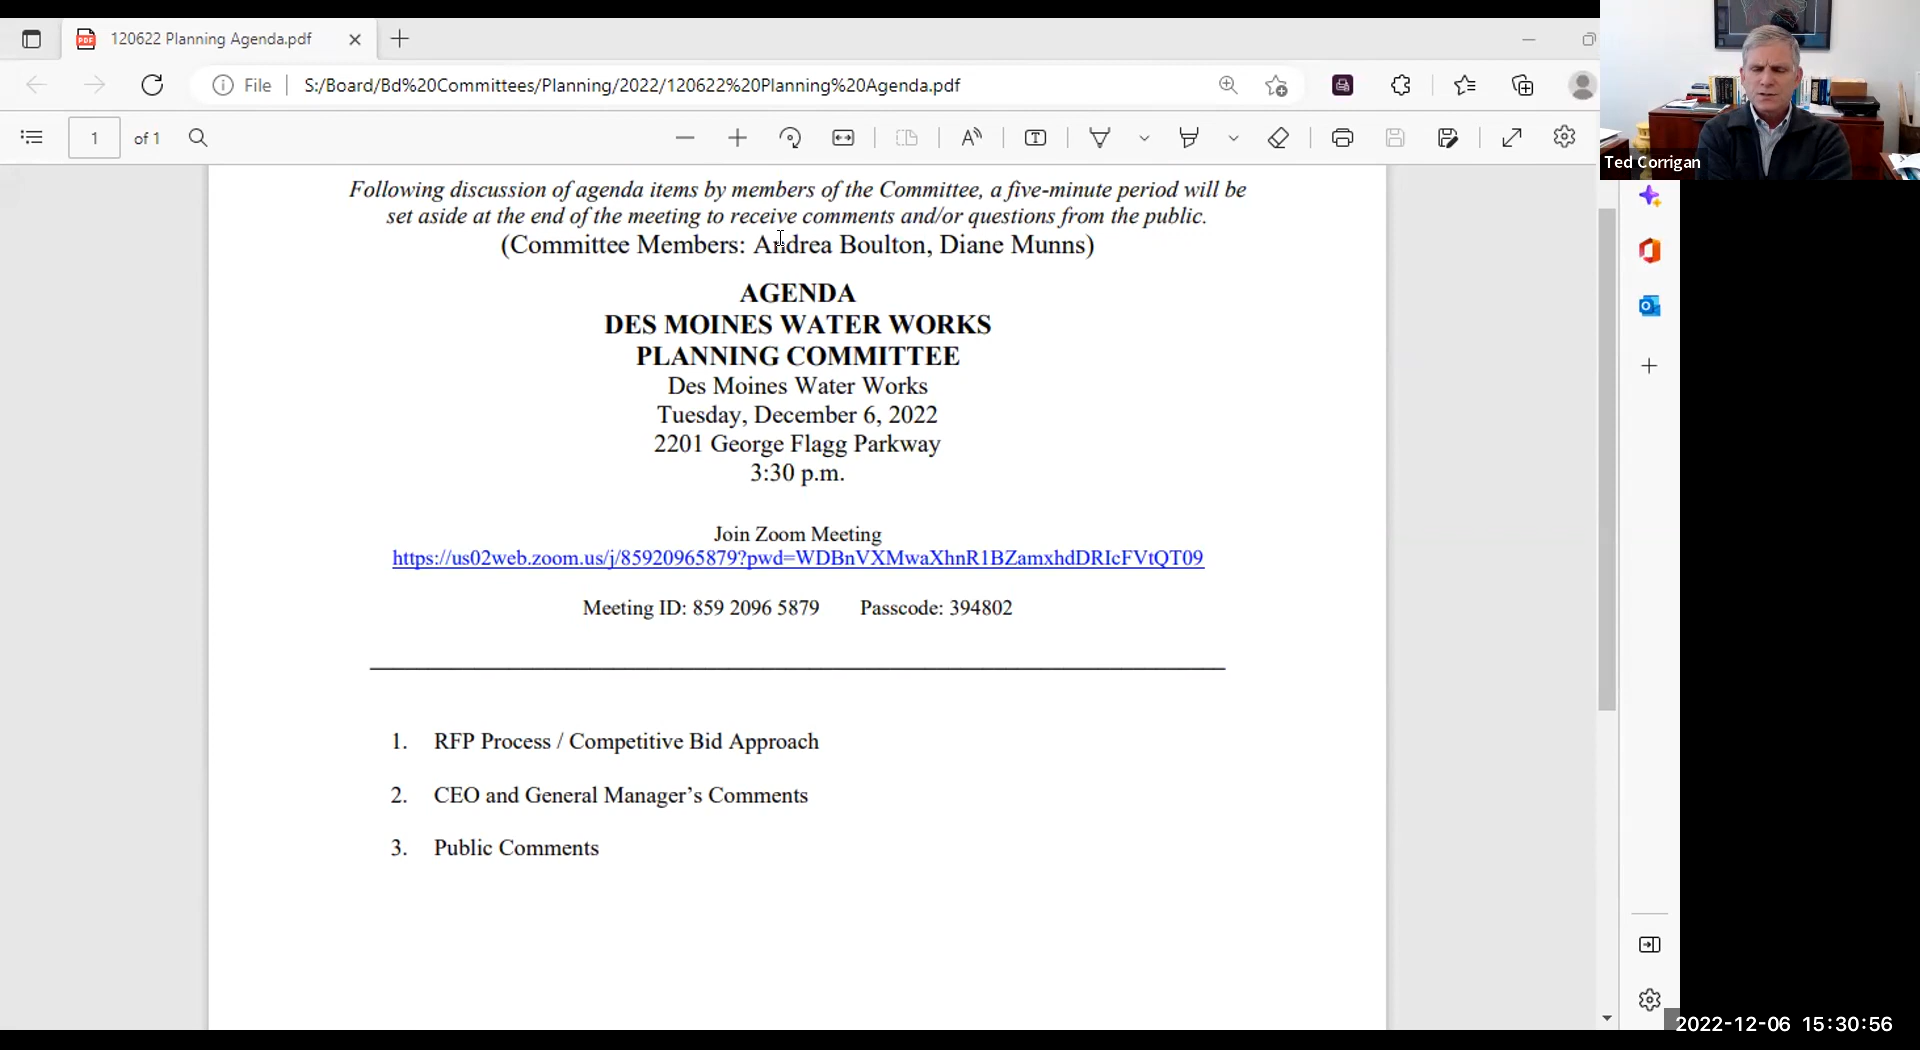 120622 Planning Agenda.pdf
File
S:/Board/Bd%20Committees/Planning/2022/120622%20Planning%20Agenda.pdf
1 of 1
Ted Corrigan
Following discussion of agenda items by members of the Committee, a five-minute period will be
set aside at the end of the meeting to receive comments and/or questions from the public.
(Committee Members: Andrea Boulton, Diane Munns)
AGENDA
DES MOINES WATER WORKS
PLANNING COMMITTEE
Des Moines Water Works
Tuesday, December 6, 2022
2201 George Flagg Parkway
3:30 p.m.
Join Zoom Meeting
https://us02web.zoom.us/j/85920965879?pwd=WDBnVXMwaXhnR1BZamxhdDRIcFVtQT09
Meeting ID: 859 2096 5879 Passcode: 394802
1. RFP Process / Competitive Bid Approach
2. CEO and General Manager’s Comments
3. Public Comments
2022-12-06 15:30:56